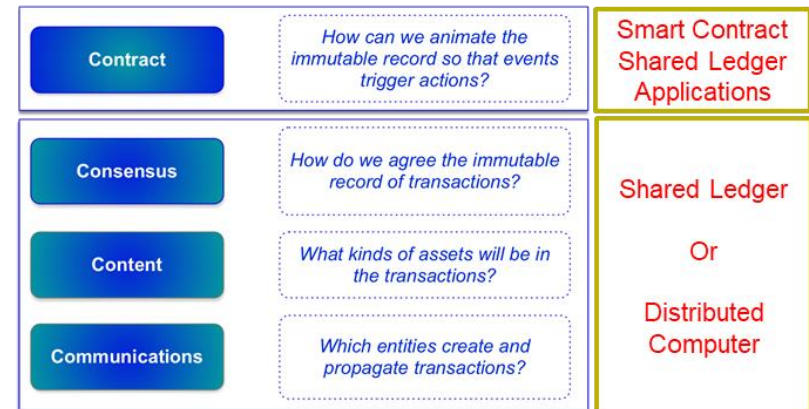 Contract
How can we animate the
immutable record so that events
trigger actions?
Smart Contract
Shared Ledger
Applications
Consensus
How do we agree the immutable
record of transactions?
Content
What kinds of assets will be in
the transactions?
Communications
Which entities create and
propagate transactions?
Shared Ledger
Or
Distributed
Computer